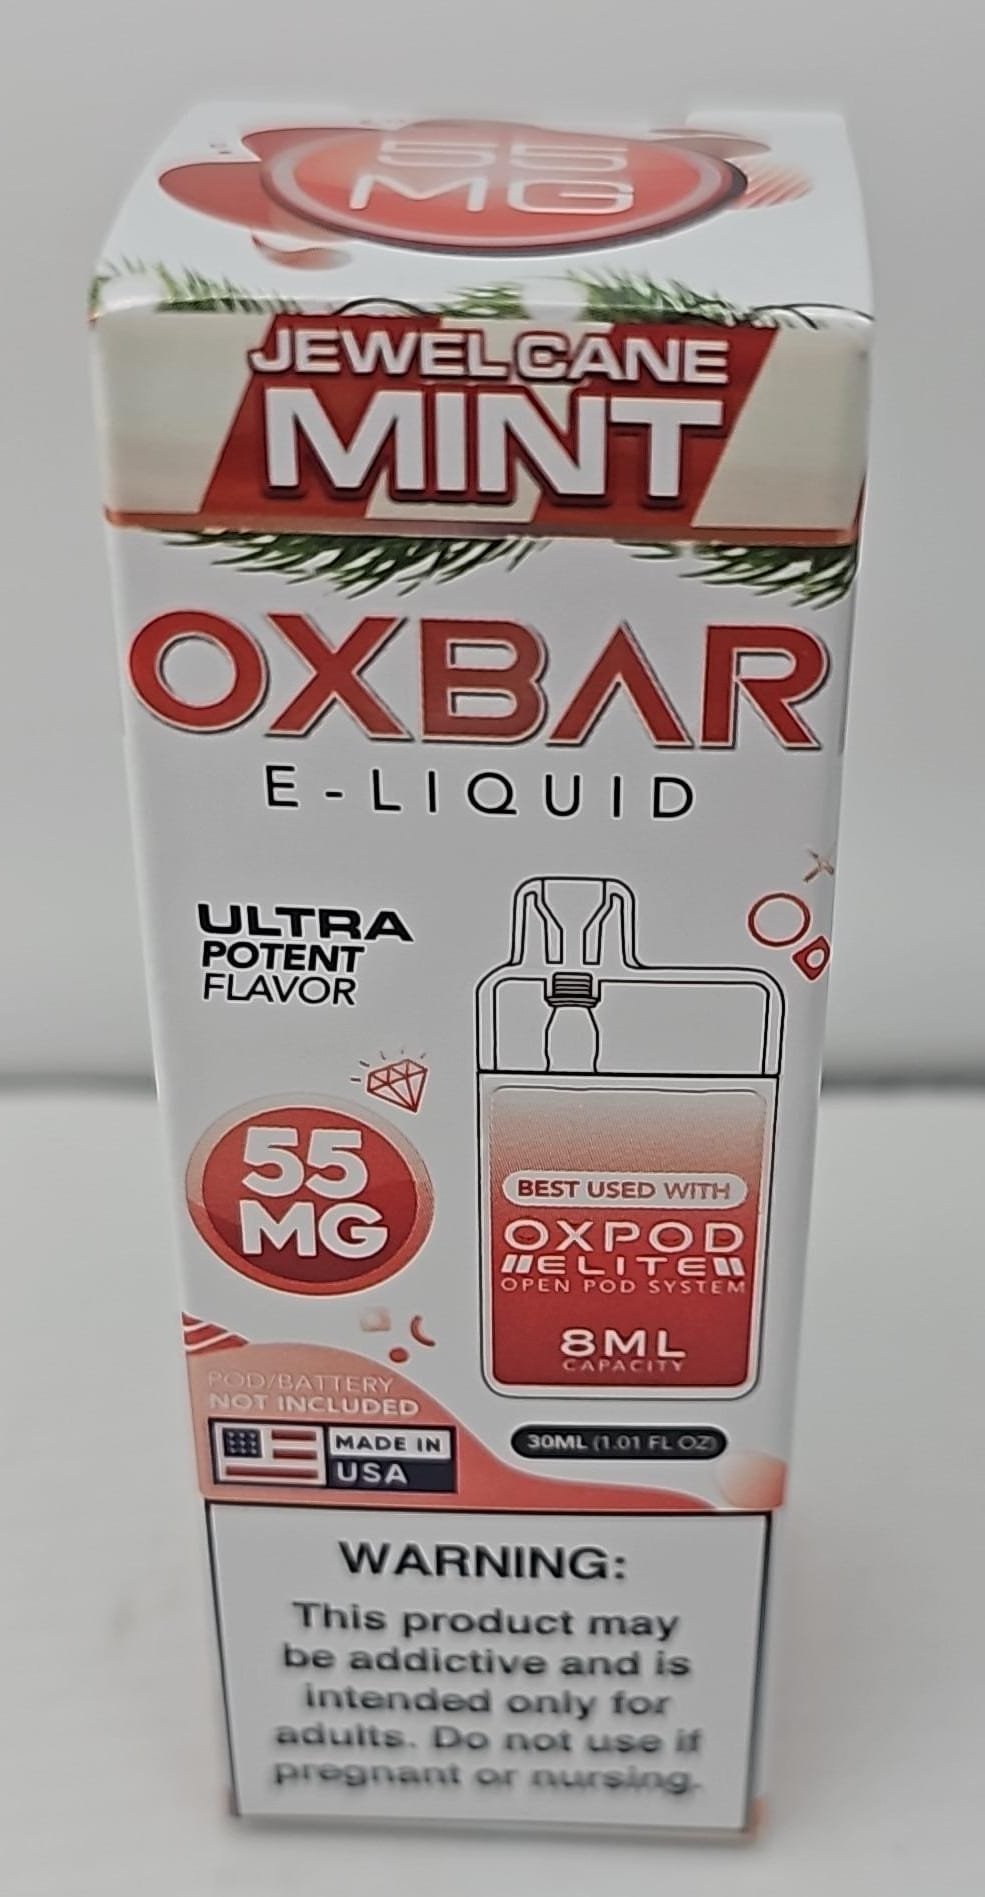 55
MG
JEWEL CANE
MINT
OXBAR
E-LIQUID
ULTRA
POTENT
FLAVOR
55
MG
BEST USED WITH
OXPOD
ELITE
OPEN POD SYSTEM
8ML
CAPACITY
POD/BATTERY
NOT INCLUDED
MADE IN
USA
30ML (1.01 FL OZ)
WARNING:
This product may
be addictive and is
intended only for
adults. Do not use if
pregnant or nursing.